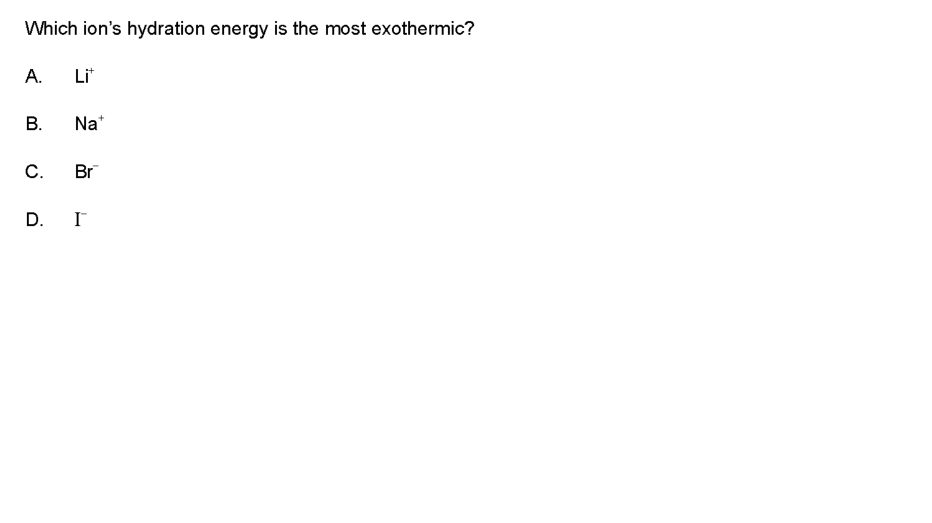 Which ion's hydration energy is the most exothermic?
A. Li⁺
B. Na⁺
C. Br⁻
D. I⁻